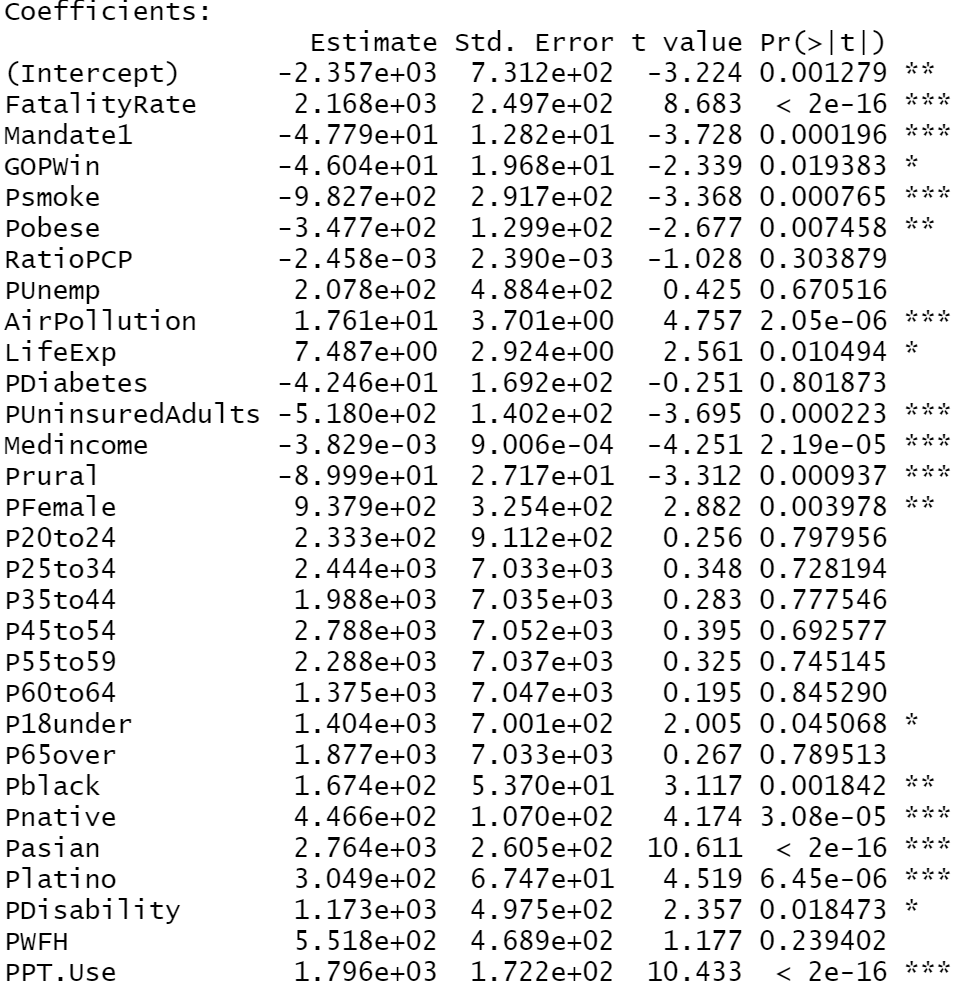 Coefficients:
Estimate Std. Error t value Pr(>|t|)
(Intercept) -2.357e+03 7.312e+02 -3.224 0.001279 **
FatalityRate 2.168e+03 2.497e+02 8.683 < 2e-16 ***
Mandate1 -4.779e+01 1.282e+01 -3.728 0.000196 ***
GOPWin -4.604e+01 1.968e+01 -2.339 0.019383 *
Psmoke -9.827e+02 2.917e+02 -3.368 0.000765 ***
Pobese -3.477e+02 1.299e+02 -2.677 0.007458 **
RatioPCP -2.458e-03 2.390e-03 -1.028 0.303879
PUnemp 2.078e+02 4.884e+02 0.425 0.670516
AirPollution 1.761e+01 3.701e+00 4.757 2.05e-06 ***
LifeExp 7.487e+00 2.924e+00 2.561 0.010494 *
PDiabetes -4.246e+01 1.692e+02 -0.251 0.801873
PUninsuredAdults -5.180e+02 1.402e+02 -3.695 0.000223 ***
Medincome -3.829e-03 9.006e-04 -4.251 2.19e-05 ***
Prural -8.999e+01 2.717e+01 -3.312 0.000937 ***
PFemale 9.379e+02 3.254e+02 2.882 0.003978 **
P20to24 2.333e+02 9.112e+02 0.256 0.797956
P25to34 2.444e+03 7.033e+03 0.348 0.728194
P35to44 1.988e+03 7.035e+03 0.283 0.777546
P45to54 2.788e+03 7.052e+03 0.395 0.692577
P55to59 2.288e+03 7.037e+03 0.325 0.745145
P60to64 1.375e+03 7.047e+03 0.195 0.845290
P18under 1.404e+03 7.001e+02 2.005 0.045068 *
P65over 1.877e+03 7.033e+03 0.267 0.789513
Pblack 1.674e+02 5.370e+01 3.117 0.001842 **
Pnative 4.466e+02 1.070e+02 4.174 3.08e-05 ***
Pasian 2.764e+03 2.605e+02 10.611 < 2e-16 ***
Platino 3.049e+02 6.747e+01 4.519 6.45e-06 ***
PDisability 1.173e+03 4.975e+02 2.357 0.018473 *
PWFH 5.518e+02 4.689e+02 1.177 0.239402
PPT.Use 1.796e+03 1.722e+02 10.433 < 2e-16 ***